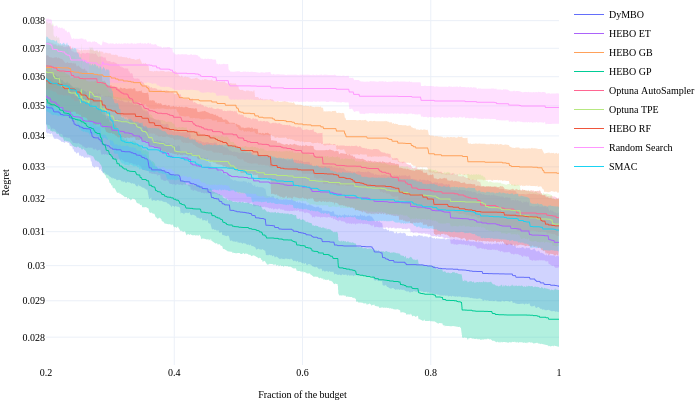 0.038
0.037
0.036
0.035
0.034
0.033
0.032
0.031
0.03
0.029
0.028
Regret
0.2
0.4
0.6
0.8
1
Fraction of the budget
DyMBO
HEBO ET
HEBO GB
HEBO GP
Optuna AutoSampler
Optuna TPE
HEBO RF
Random Search
SMAC